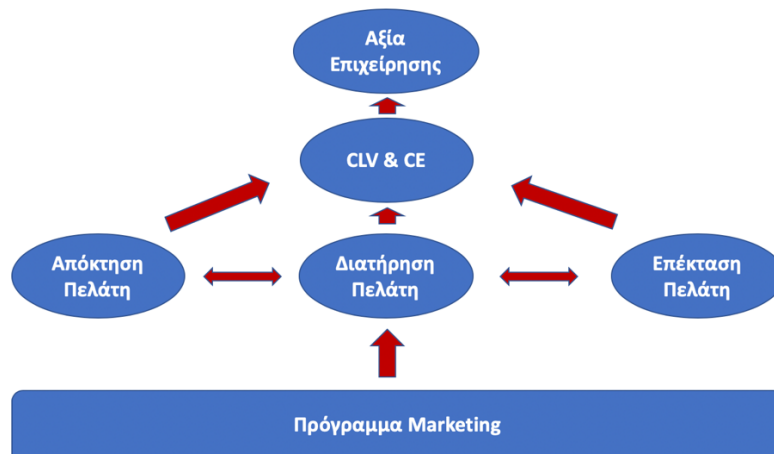 Αξία
Επιχείρησης
CLV & CE
Απόκτηση
Πελάτη
Διατήρηση
Πελάτη
Επέκταση
Πελάτη
Πρόγραμμα Marketing